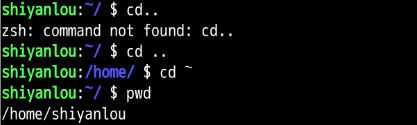 shiyanlou:~/ $ cd..
zsh: command not found: cd..
shiyanlou:~/ $ cd ..
shiyanlou:/home/ $ cd ~
shiyanlou:~/ $ pwd
/home/shiyanlou